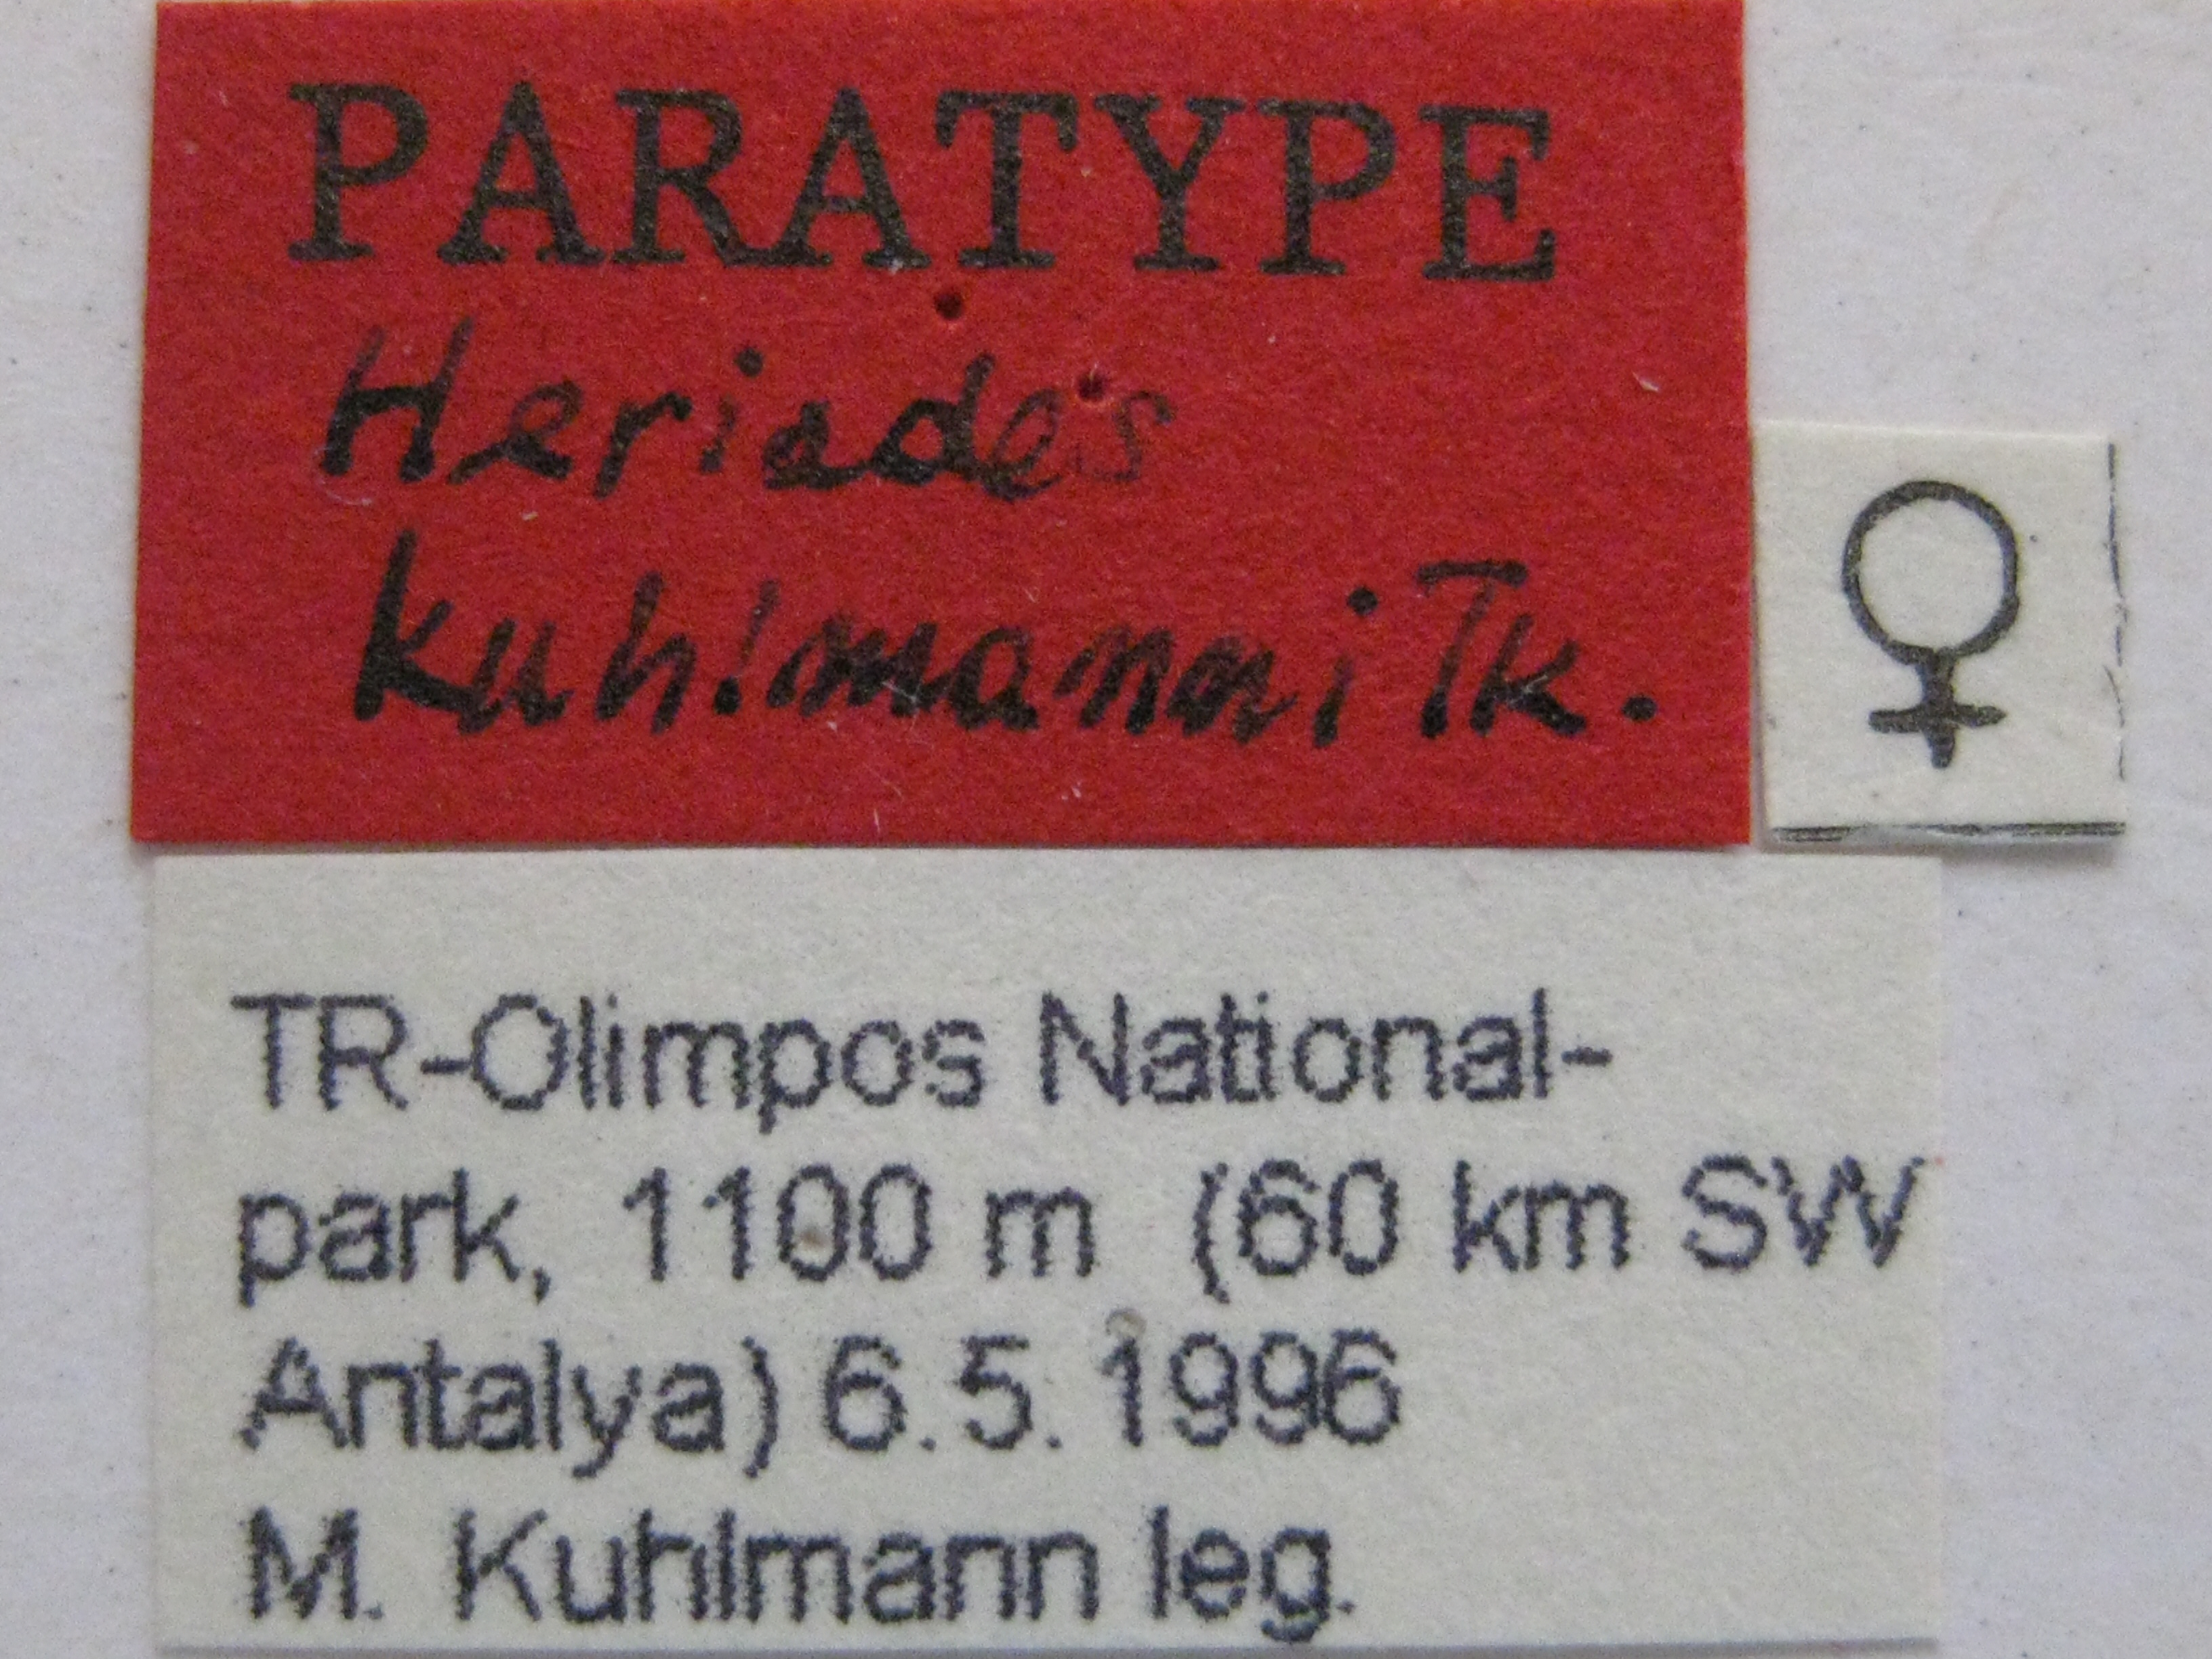 PARATYPE
Heriades
kuhlmanni Tk.
♀
TR-Olimpos National-
park, 1100 m (60 km SW
Antalya) 6.5.1996
M. Kuhlmann leg.